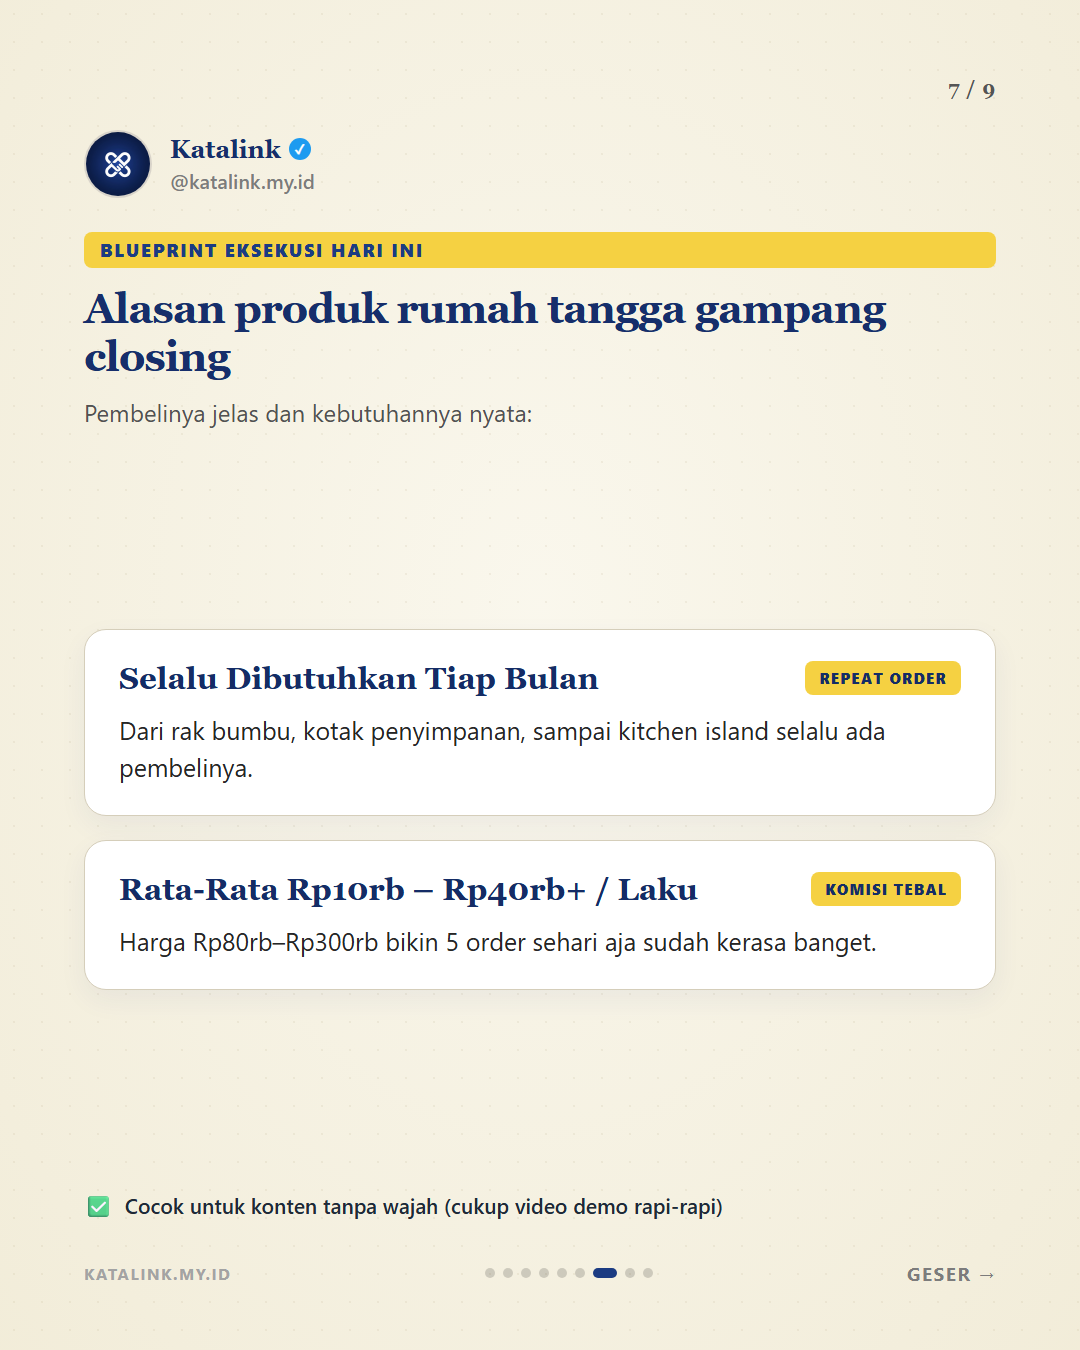 7 / 9
Katalink
@katalink.my.id
BLUEPRINT EKSEKUSI HARI INI
Alasan produk rumah tangga gampang
closing
Pembelinya jelas dan kebutuhannya nyata:
Selalu Dibutuhkan Tiap Bulan
REPEAT ORDER
Dari rak bumbu, kotak penyimpanan, sampai kitchen island selalu ada
pembelinya.
Rata-Rata Rp10rb – Rp40rb+ / Laku
KOMISI TEBAL
Harga Rp80rb–Rp300rb bikin 5 order sehari aja sudah kerasa banget.
✅ Cocok untuk konten tanpa wajah (cukup video demo rapi-rapi)
KATALINK.MY.ID
GESER →